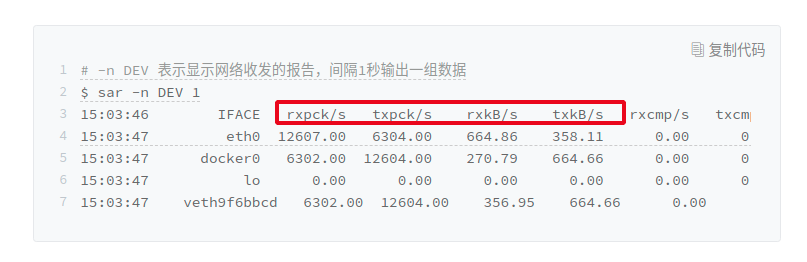 复制代码
1 # -n DEV 表示显示网络收发的报告，间隔1秒输出一组数据
2 $ sar -n DEV 1
3 15:03:46 IFACE rxpck/s txpck/s rxkB/s txkB/s rxcmp/s txcmp
4 15:03:47 eth0 12607.00 6304.00 664.86 358.11 0.00 0
5 15:03:47 docker0 6302.00 12604.00 270.79 664.66 0.00 0
6 15:03:47 lo 0.00 0.00 0.00 0.00 0.00 0
7 15:03:47 veth9f6bbcd 6302.00 12604.00 356.95 664.66 0.00